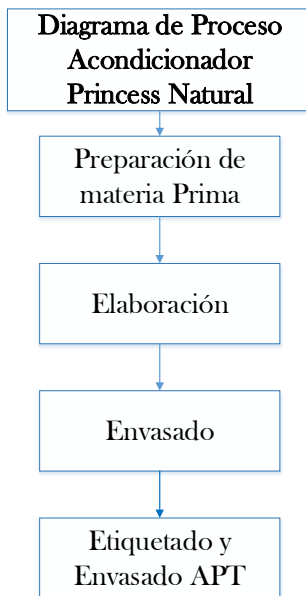 Diagrama de Proceso
Acondicionador
Princess Natural
Preparación de
materia Prima
Elaboración
Envasado
Etiquetado y
Envasado APT